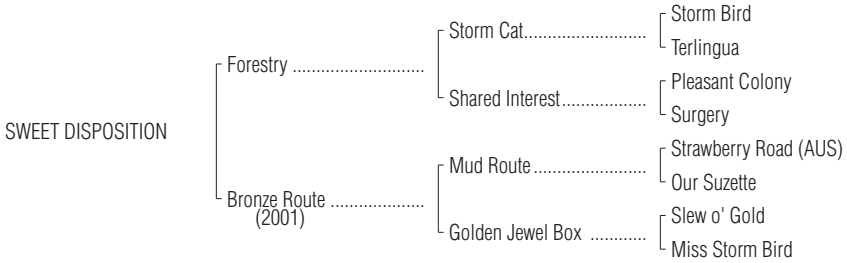 Storm Bird
Storm Cat..........................
Terlingua
Forestry ............................
Pleasant Colony
Shared Interest..................
Surgery
SWEET DISPOSITION
Strawberry Road (AUS)
Mud Route ........................
Our Suzette
Bronze Route ....................
(2001)
Slew o' Gold
Golden Jewel Box ............
Miss Storm Bird